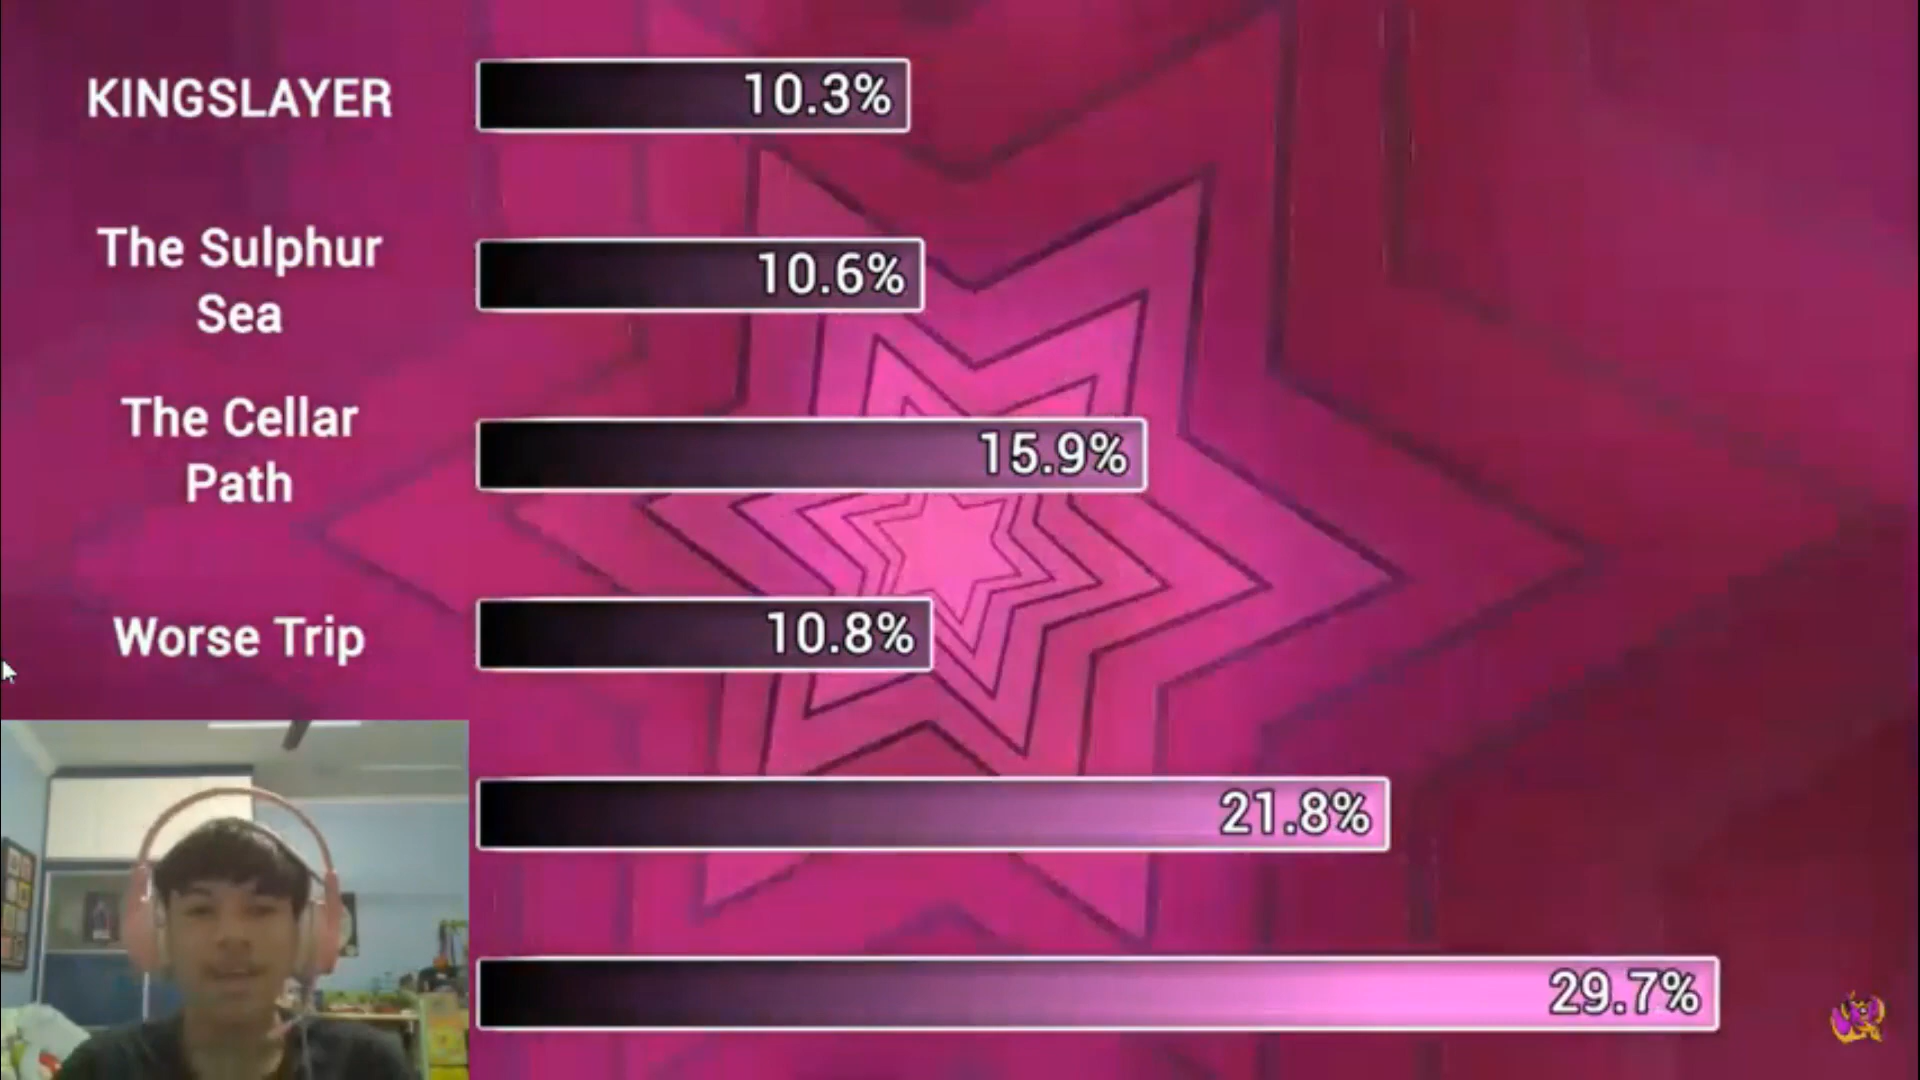 KINGSLAYER
10.3%
The Sulphur
Sea
10.6%
The Cellar
Path
15.9%
Worse Trip
10.8%
21.8%
29.7%